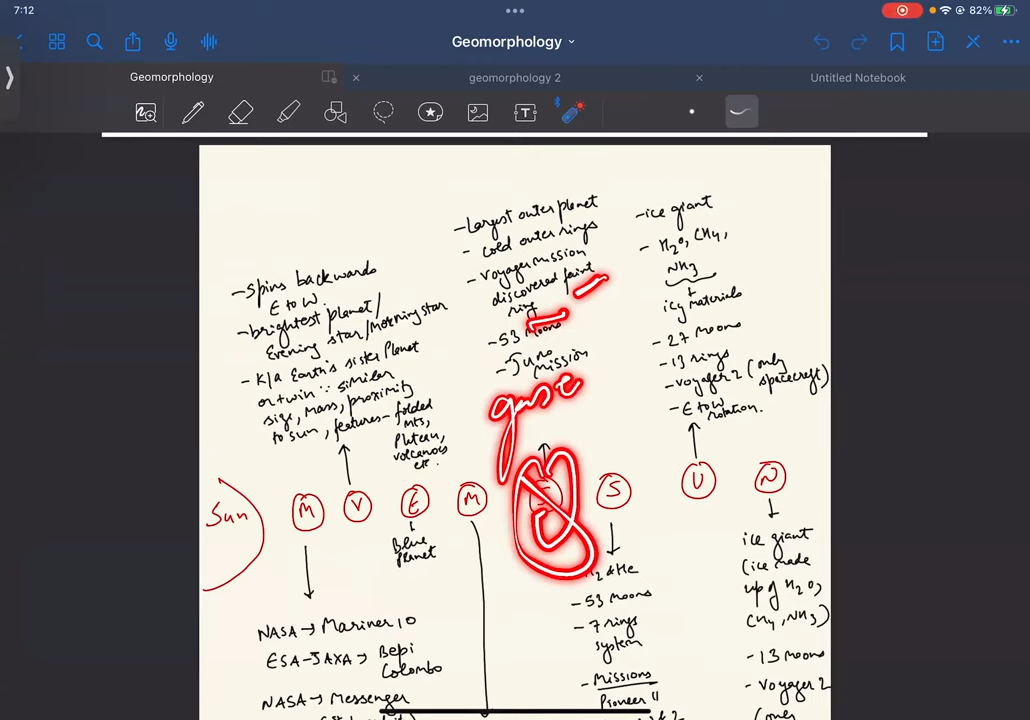 7:12
82%
Geomorphology
Geomorphology
geomorphology 2
Untitled Notebook
- Largest outer planet
- cold outer rings
- voyager mission
discovered faint
ring
- 53 moons
- Juno
mission
gase
- ice giant
- H2O, CH4,
NH3
icy materials
- 27 moons
- 13 rings
- voyager 2 (only
spacecraft)
- E to W
rotation.
- spins backwards
E to W.
- brightest planet/
Evening star/Morning star
- K/a Earth's sister Planet
or twin ∵ similar
size, Mass, proximity
to sun, features - folded
mts,
plateau,
volcanoes
etc.
Sun
M
V
E
M
S
U
N
Blue
planet
NASA → Mariner 10
ESA-JAXA → Bepi
Colombo
NASA → Messenger
H2 & He
- 53 moons
- 7 rings
system
- Missions
Pioneer 11
ice giant
(ice made
up of H2O,
CH4, NH3)
- 13 moons
- voyager 2